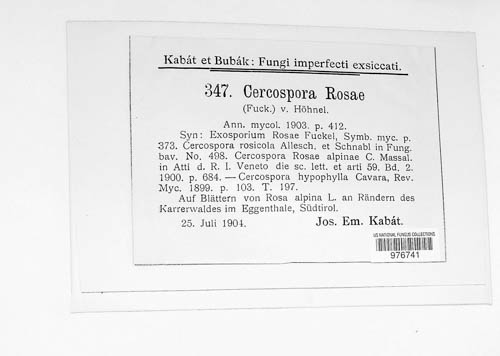 Kabát et Bubák: Fungi imperfecti exsiccati.
347. Cercospora Rosae
(Fuck.) v. Höhnel.
Ann. mycol. 1903. p. 412.
Syn: Exosporium Rosae Fuckel, Symb. myc. p.
373. Cercospora rosicola Allesch. et Schnabl in Fung.
bav. No. 498. Cercospora Rosae alpinae C. Massal.
in Atti d. R. I. Veneto die sc. lett. et arti 59, Bd. 2.
1900. p. 684. — Cercospora hypophylla Cavara, Rev.
Myc. 1899. p. 103. T. 197.
Auf Blättern von Rosa alpina L. an Rändern des
Karrerwaldes im Eggenthale, Südtirol.
25. Juli 1904. Jos. Em. Kabát.
US NATIONAL FUNGUS COLLECTIONS
976741